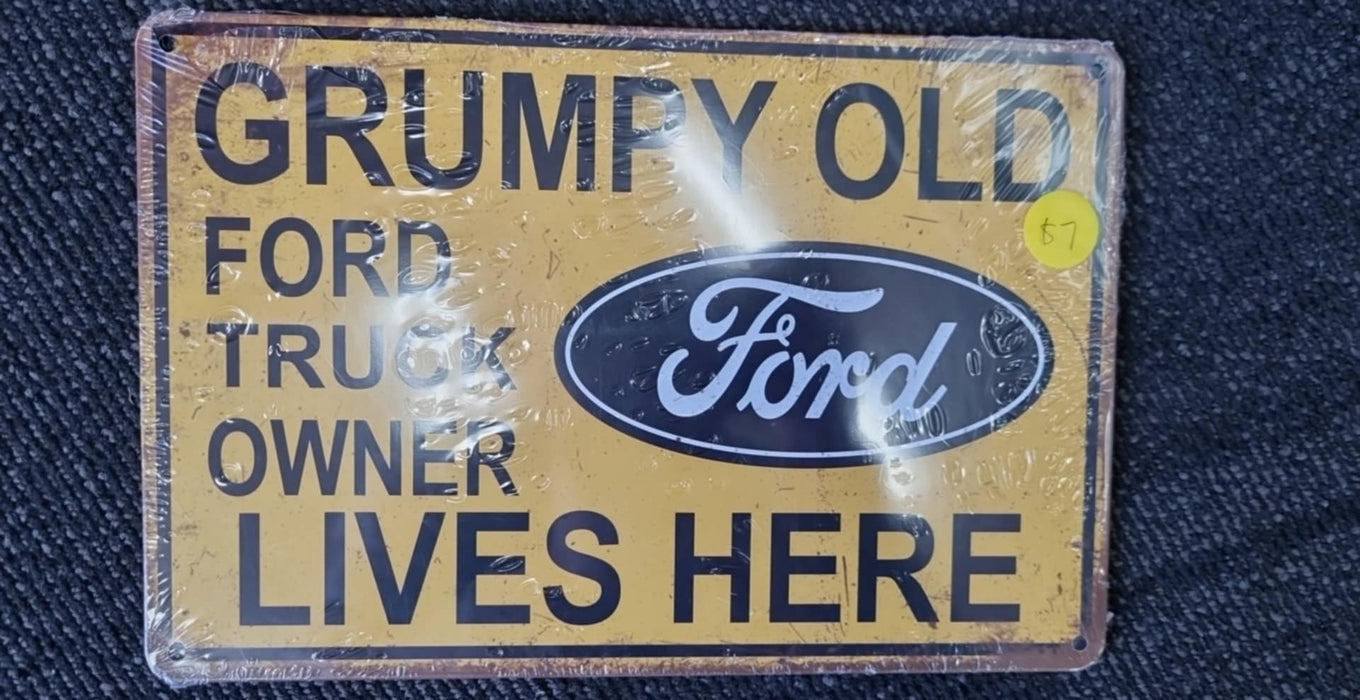 GRUMPY OLD
$7
FORD
TRUCK
OWNER
Ford
LIVES HERE